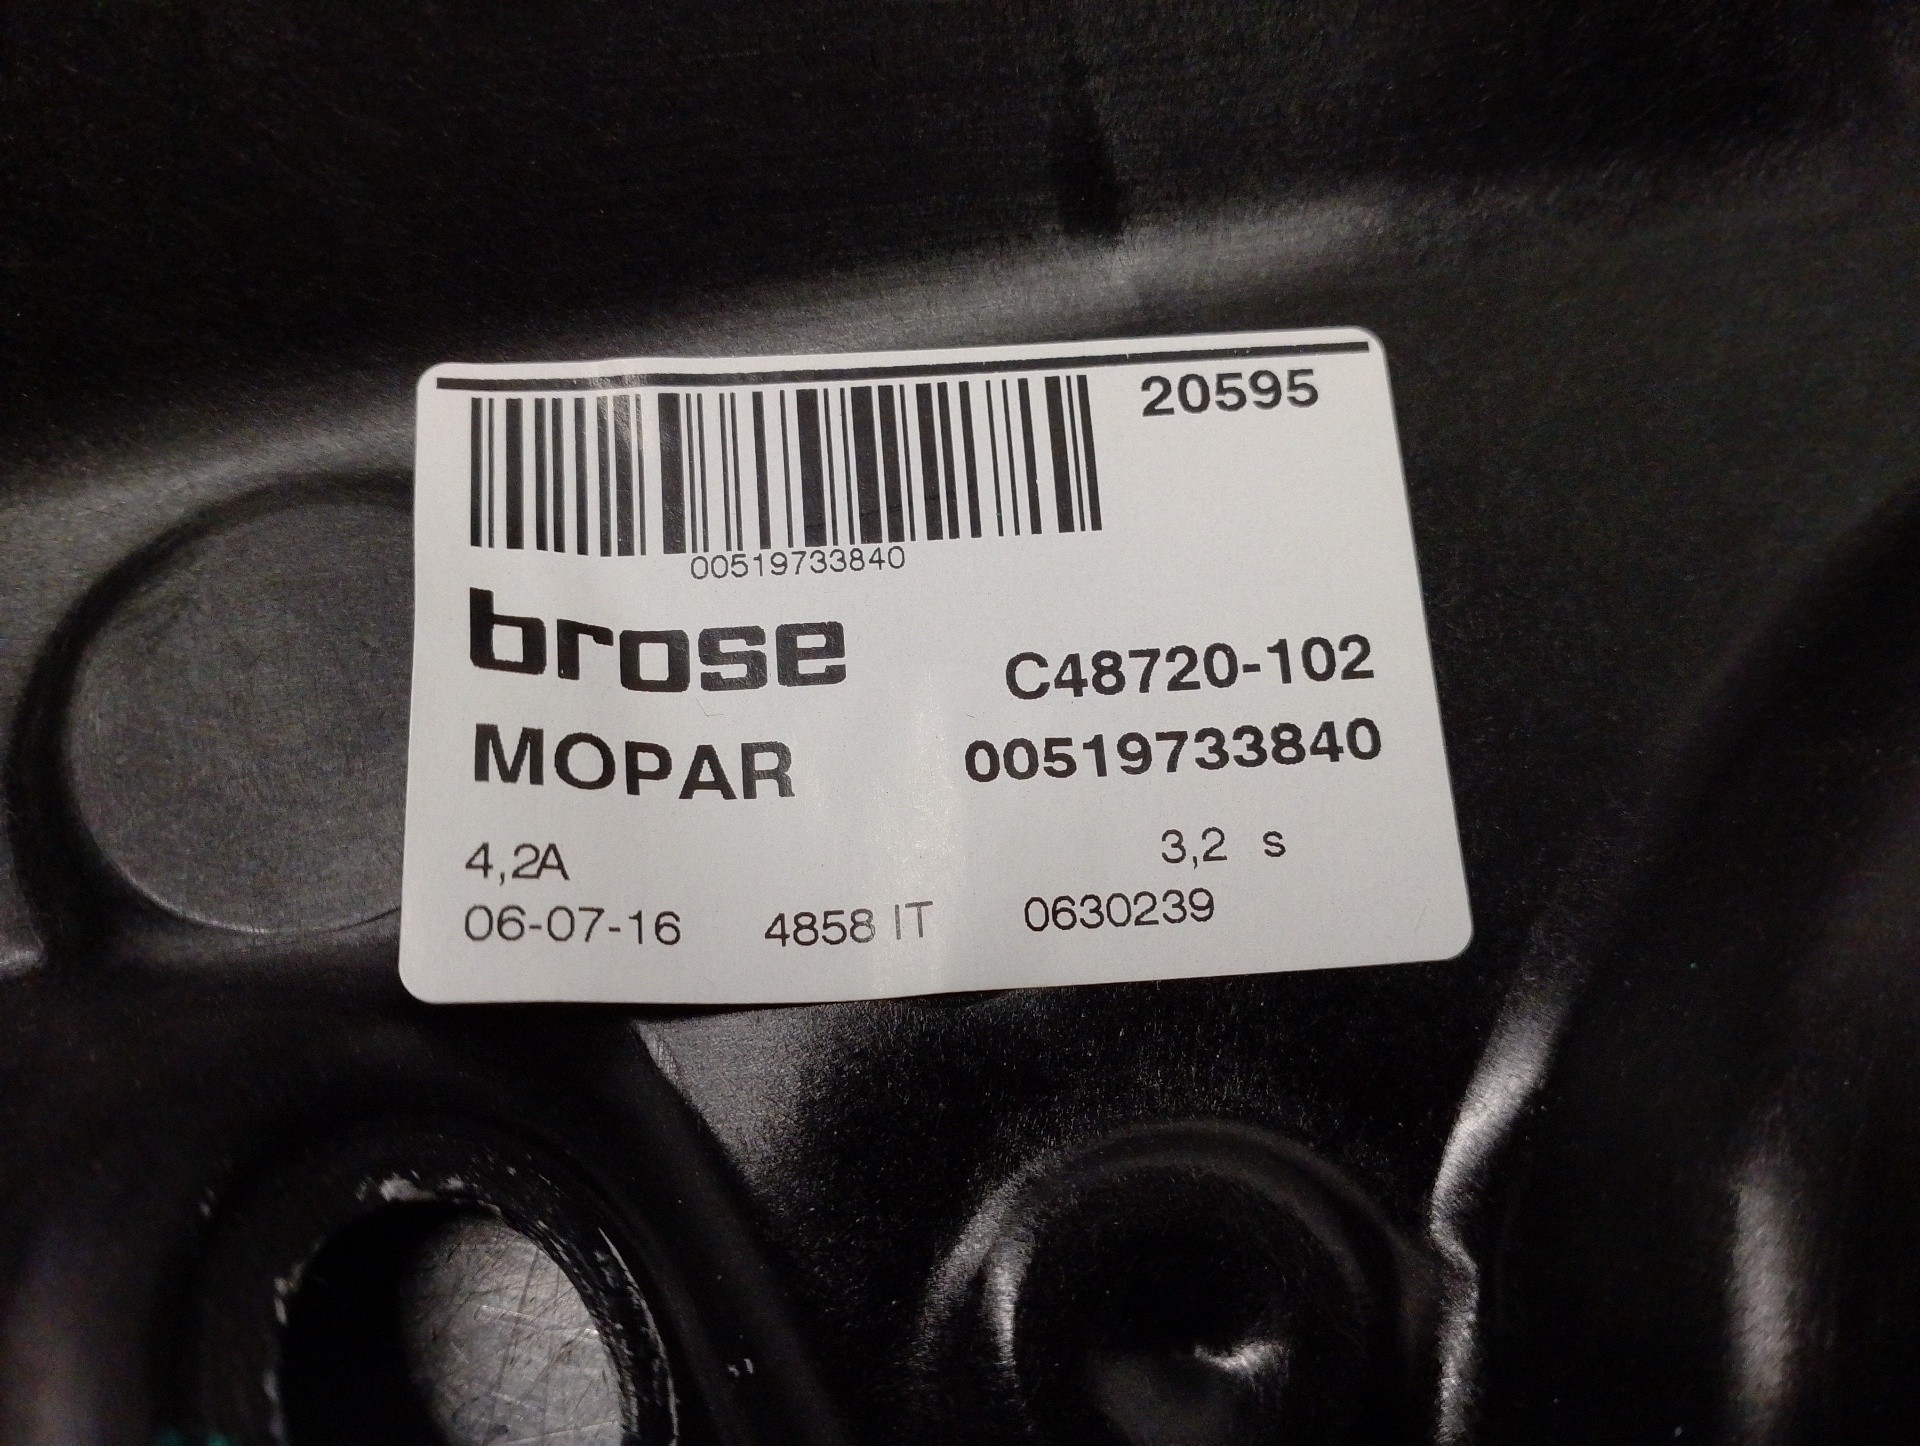 20595
00519733840
brose C48720-102
MOPAR 00519733840
4,2A 3,2 s
06-07-16 4858 IT 0630239